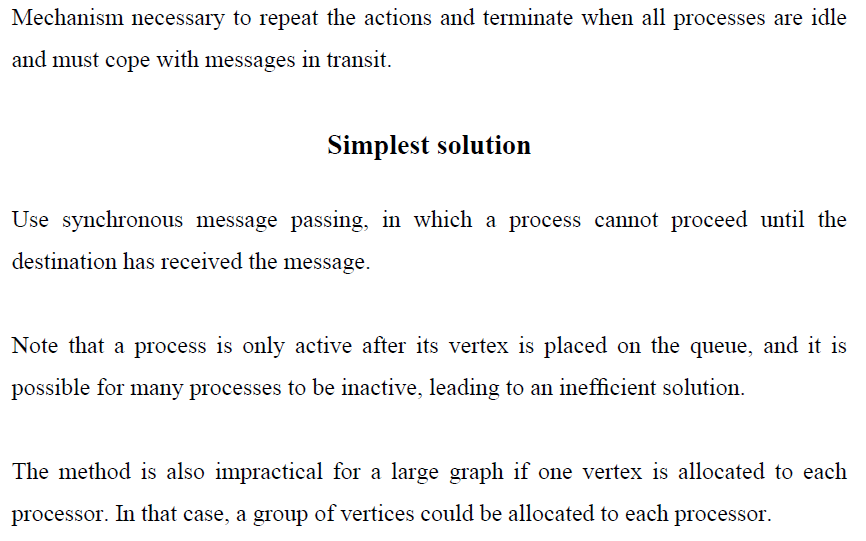 Mechanism necessary to repeat the actions and terminate when all processes are idle
and must cope with messages in transit.
Simplest solution
Use synchronous message passing, in which a process cannot proceed until the
destination has received the message.
Note that a process is only active after its vertex is placed on the queue, and it is
possible for many processes to be inactive, leading to an inefficient solution.
The method is also impractical for a large graph if one vertex is allocated to each
processor. In that case, a group of vertices could be allocated to each processor.